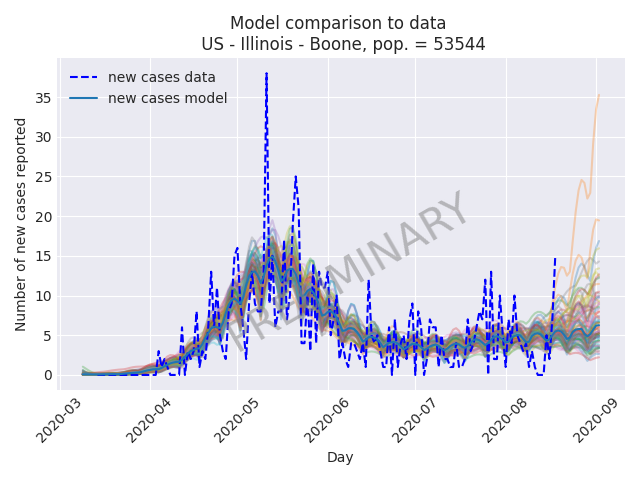 Model comparison to data
US - Illinois - Boone, pop. = 53544
new cases data
new cases model
PRELIMINARY
Number of new cases reported
35
30
25
20
15
10
5
0
2020-03
2020-04
2020-05
2020-06
2020-07
2020-08
2020-09
Day